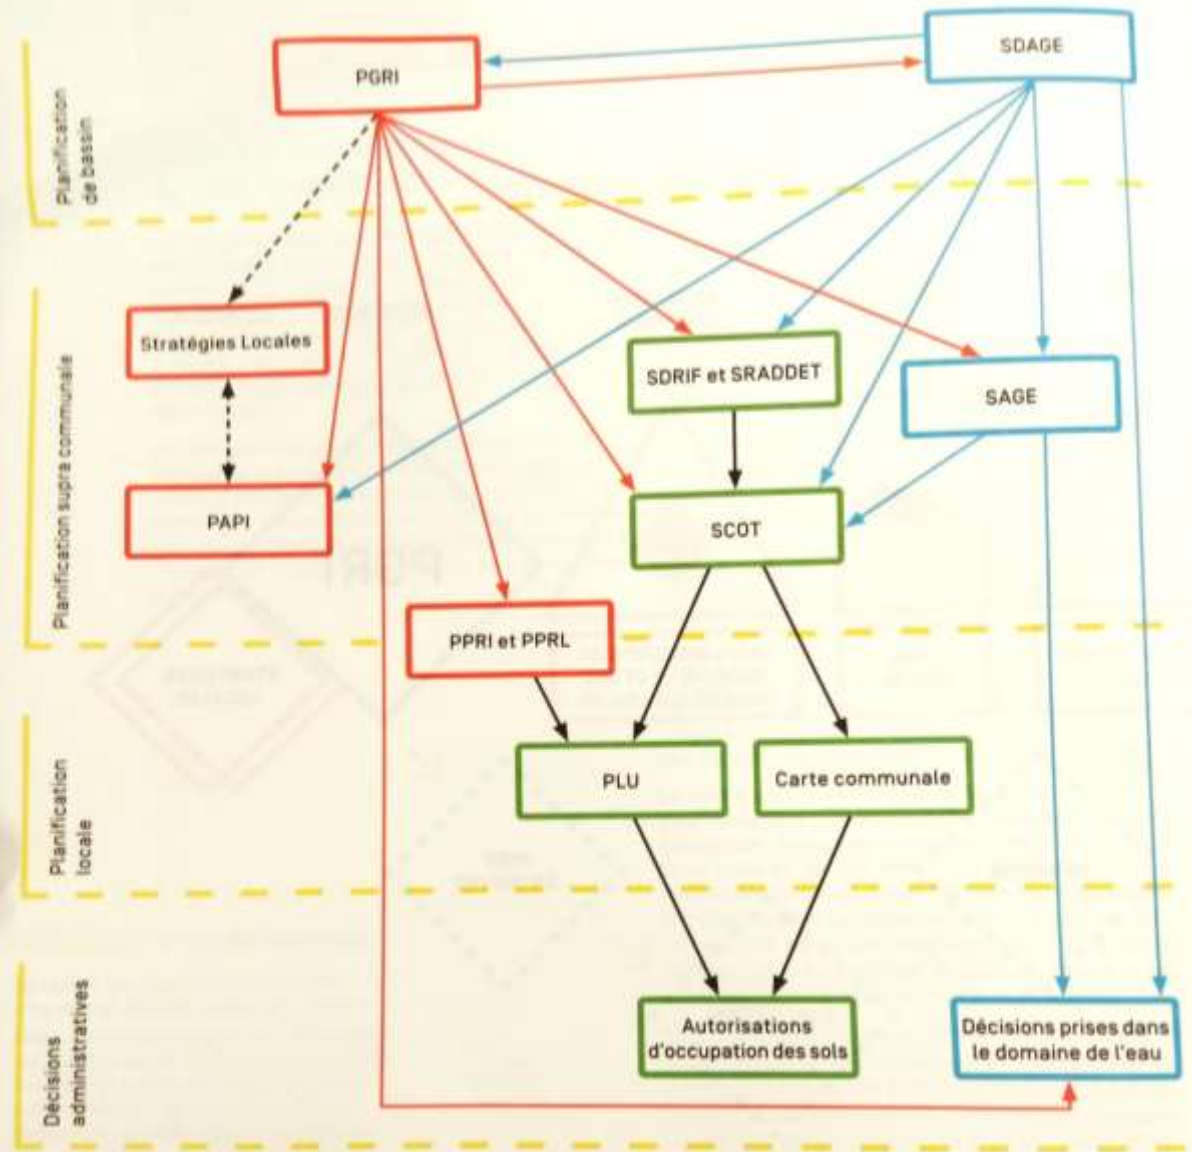 Planification
de bassin
PGRI
SDAGE
Planification supra communale
Stratégies Locales
SDRIF et SRADDET
SAGE
PAPI
SCOT
PPRI et PPRL
Planification
locale
PLU
Carte communale
Décisions
administratives
Autorisations
d'occupation des sols
Décisions prises dans
le domaine de l'eau
PGRI